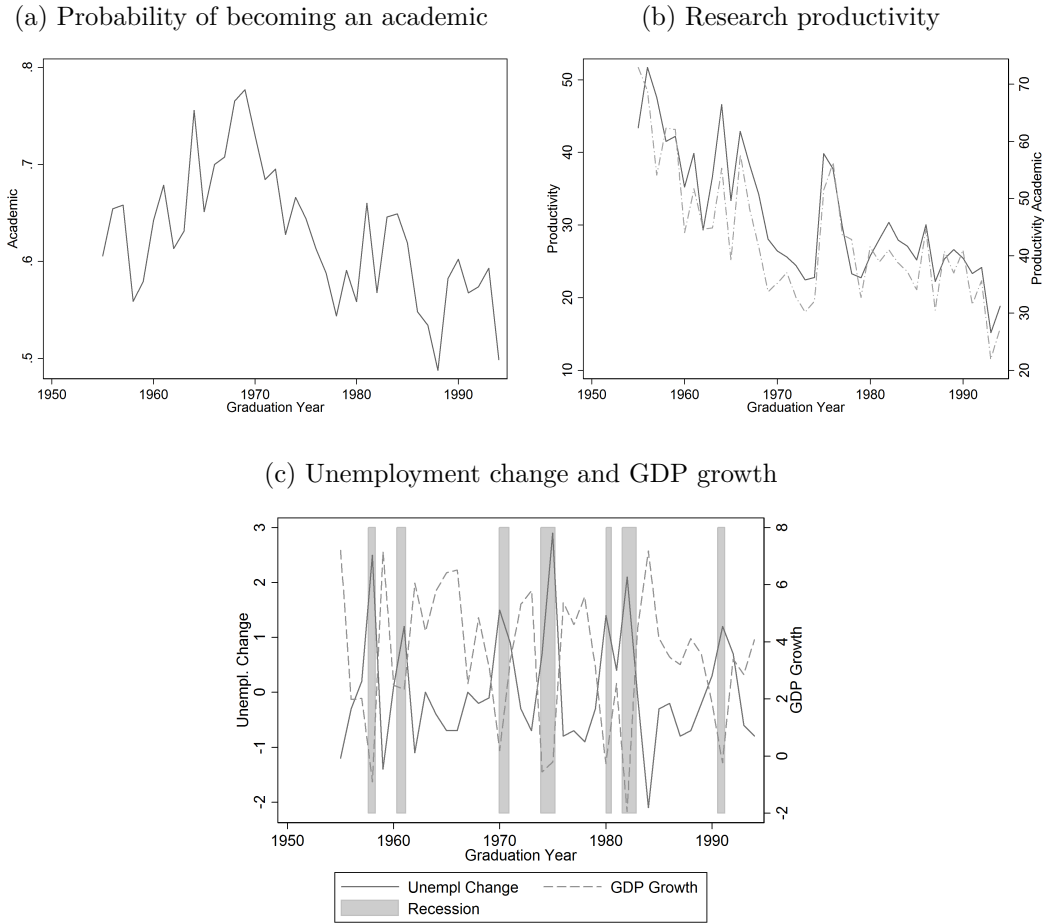 (a) Probability of becoming an academic
.8
.7
.6
.5
Academic
1950 1960 1970 1980 1990
Graduation Year
(b) Research productivity
50
40
30
20
10
Productivity
70
60
50
40
30
20
Productivity Academic
1950 1960 1970 1980 1990
Graduation Year
(c) Unemployment change and GDP growth
3
2
1
0
-1
-2
Unempl. Change
8
6
4
2
0
-2
GDP Growth
1950 1960 1970 1980 1990
Graduation Year
Unempl Change GDP Growth
Recession